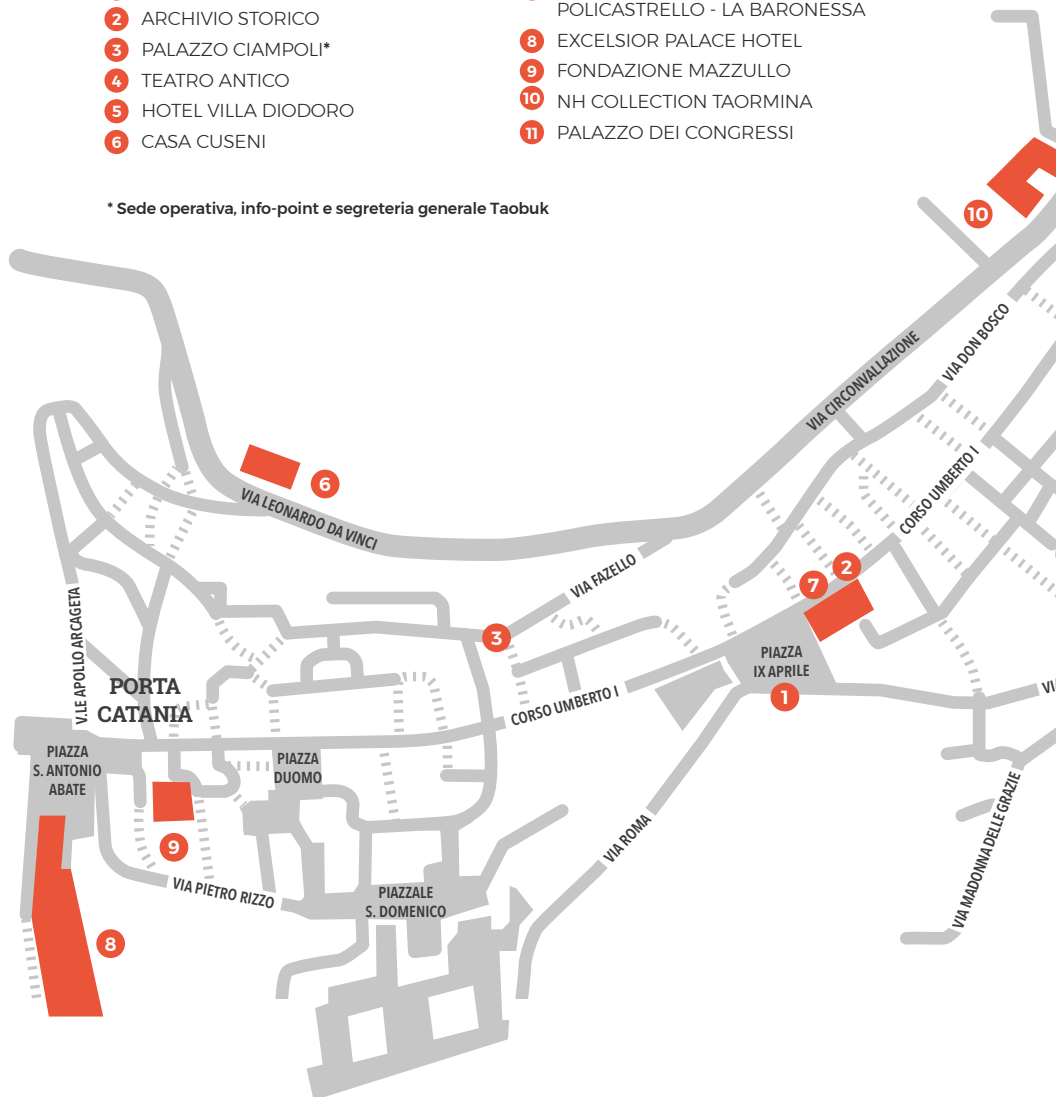 2 ARCHIVIO STORICO
3 PALAZZO CIAMPOLI*
4 TEATRO ANTICO
5 HOTEL VILLA DIODORO
6 CASA CUSENI
POLICASTRELLO - LA BARONESSA
8 EXCELSIOR PALACE HOTEL
9 FONDAZIONE MAZZULLO
10 NH COLLECTION TAORMINA
11 PALAZZO DEI CONGRESSI
* Sede operativa, info-point e segreteria generale Taobuk
10
VIA DON BOSCO
VIA CIRCONVALLAZIONE
6
VIA LEONARDO DA VINCI
CORSO UMBERTO I
VIA FAZELLO
2
7
3
V.LE APOLLO ARCAGETA
PIAZZA
IX APRILE
1
PORTA
CATANIA
CORSO UMBERTO I
PIAZZA
S. ANTONIO
ABATE
PIAZZA
DUOMO
9
VIA ROMA
VIA PIETRO RIZZO
PIAZZALE
S. DOMENICO
VIA MADONNA DELLE GRAZIE
8